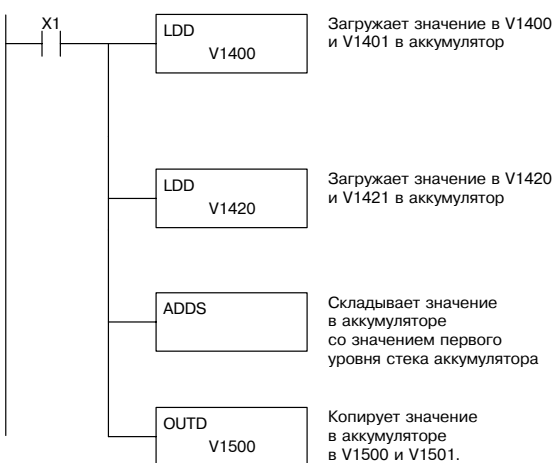 X1
LDD
V1400
Загружает значение в V1400
и V1401 в аккумулятор
LDD
V1420
Загружает значение в V1420
и V1421 в аккумулятор
ADDS
Складывает значение
в аккумуляторе
со значением первого
уровня стека аккумулятора
OUTD
V1500
Копирует значение
в аккумуляторе
в V1500 и V1501.